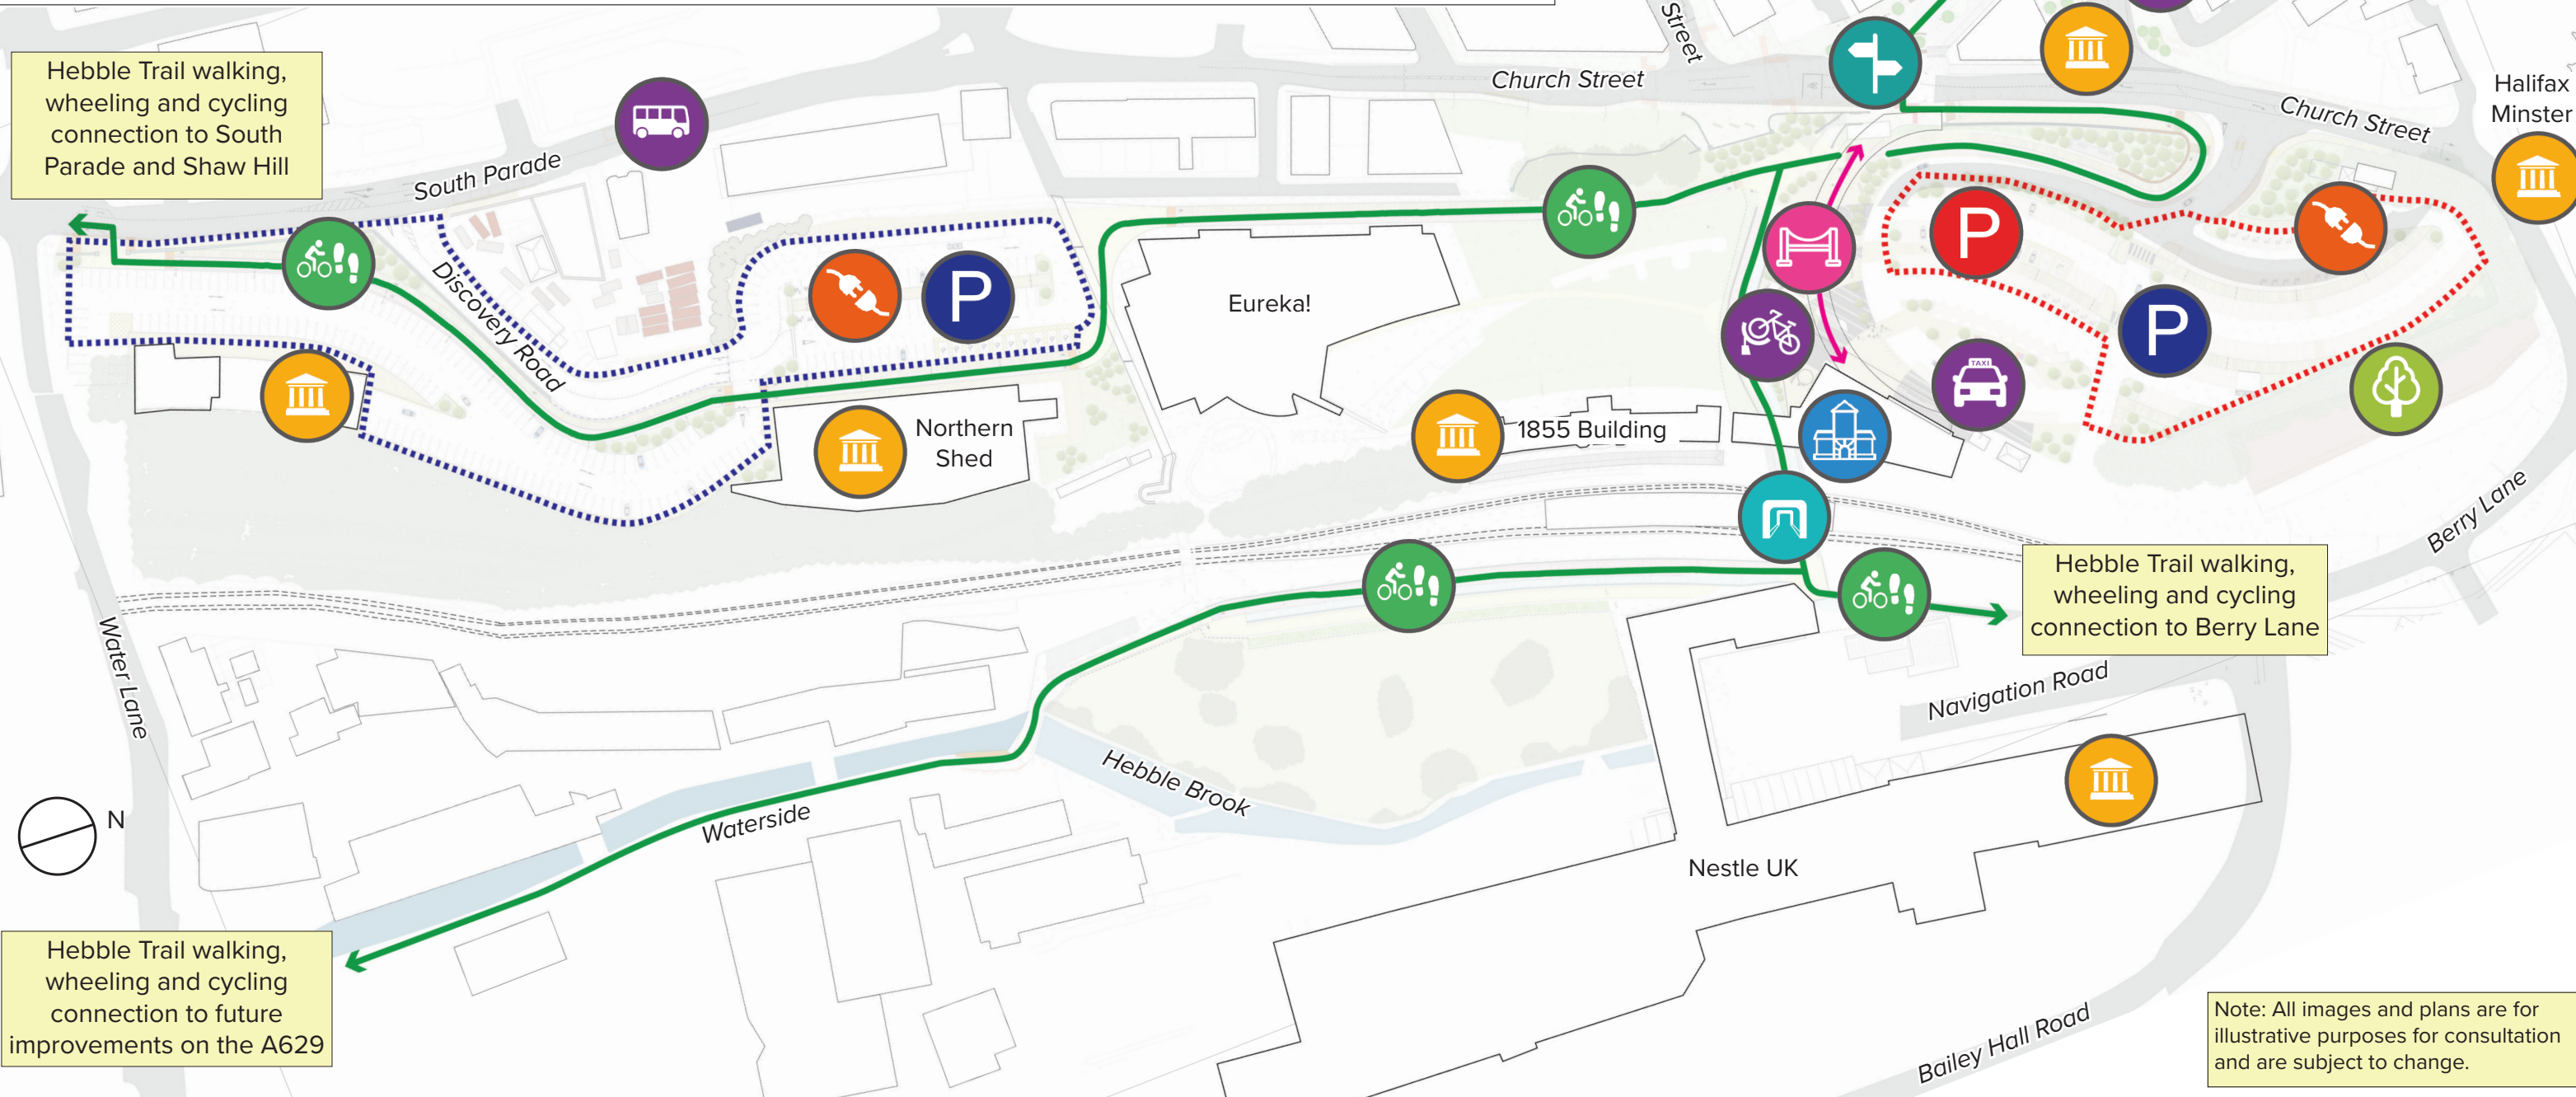 Street
Church Street
Church Street
Halifax
Minster
Hebble Trail walking,
wheeling and cycling
connection to South
Parade and Shaw Hill
South Parade
P
P
P
TAXI
Discovery Road
Eureka!
Northern
Shed
1855 Building
Berry Lane
Hebble Trail walking,
wheeling and cycling
connection to Berry Lane
Water Lane
Navigation Road
Hebble Brook
Waterside
N
Nestle UK
Hebble Trail walking,
wheeling and cycling
connection to future
improvements on the A629
Bailey Hall Road
Note: All images and plans are for
illustrative purposes for consultation
and are subject to change.